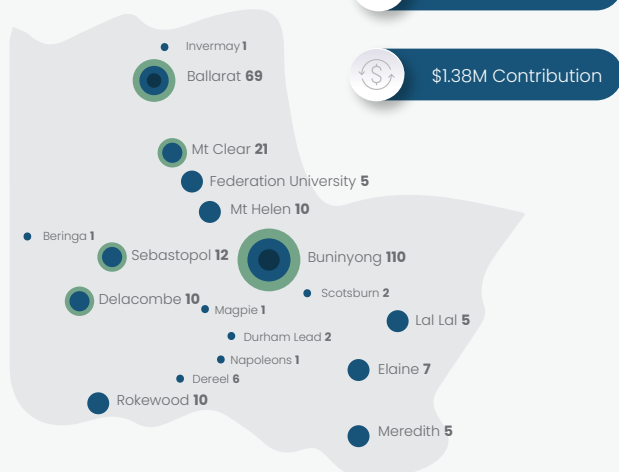 Invermay 1
Ballarat 69
$1.38M Contribution
Mt Clear 21
Federation University 5
Mt Helen 10
Beringa 1
Sebastopol 12
Buninyong 110
Scotsburn 2
Delacombe 10
Magpie 1
Lal Lal 5
Durham Lead 2
Napoleons 1
Elaine 7
Dereel 6
Rokewood 10
Meredith 5